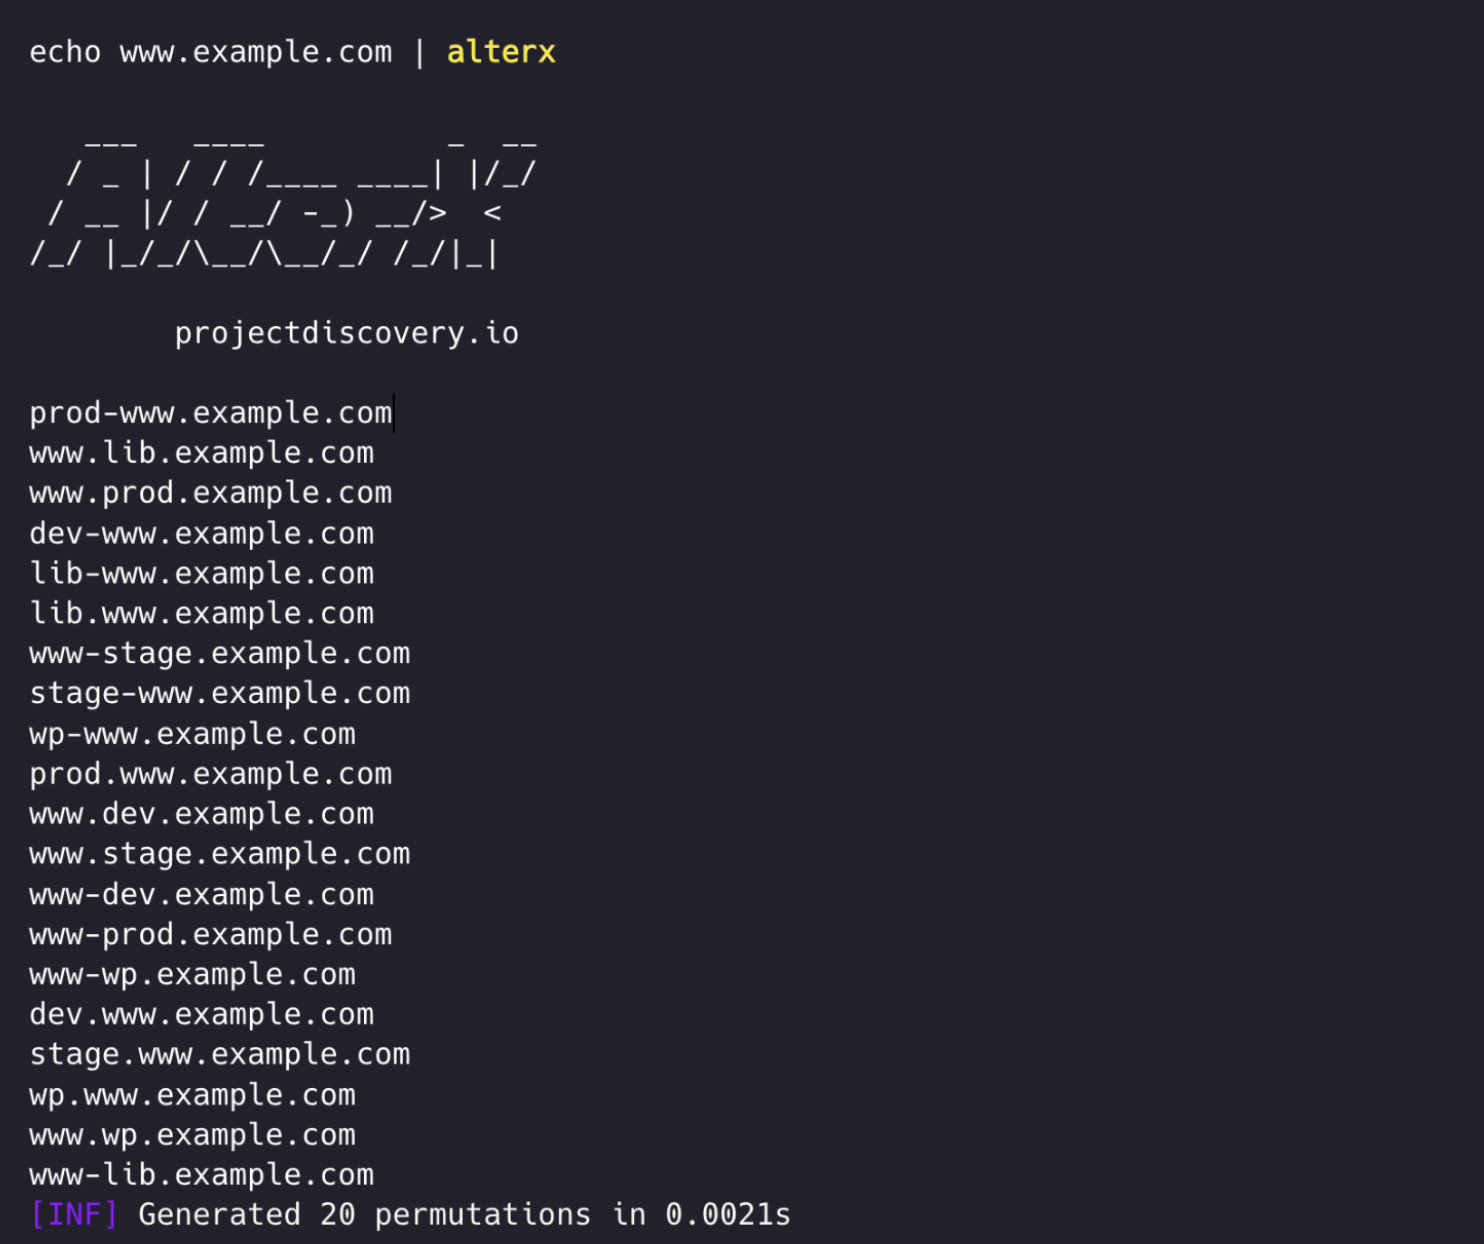 echo www.example.com | alterx
   ___   ____          _  __
  / _ | / / /____ ____| |/_/
 / __ |/ / __/ -_) __/>  <
/_/ |_/_/\__/\__/_/ /_/|_|
        projectdiscovery.io
prod-www.example.com
www.lib.example.com
www.prod.example.com
dev-www.example.com
lib-www.example.com
lib.www.example.com
www-stage.example.com
stage-www.example.com
wp-www.example.com
prod.www.example.com
www.dev.example.com
www.stage.example.com
www-dev.example.com
www-prod.example.com
www-wp.example.com
dev.www.example.com
stage.www.example.com
wp.www.example.com
www.wp.example.com
www-lib.example.com
[INF] Generated 20 permutations in 0.0021s